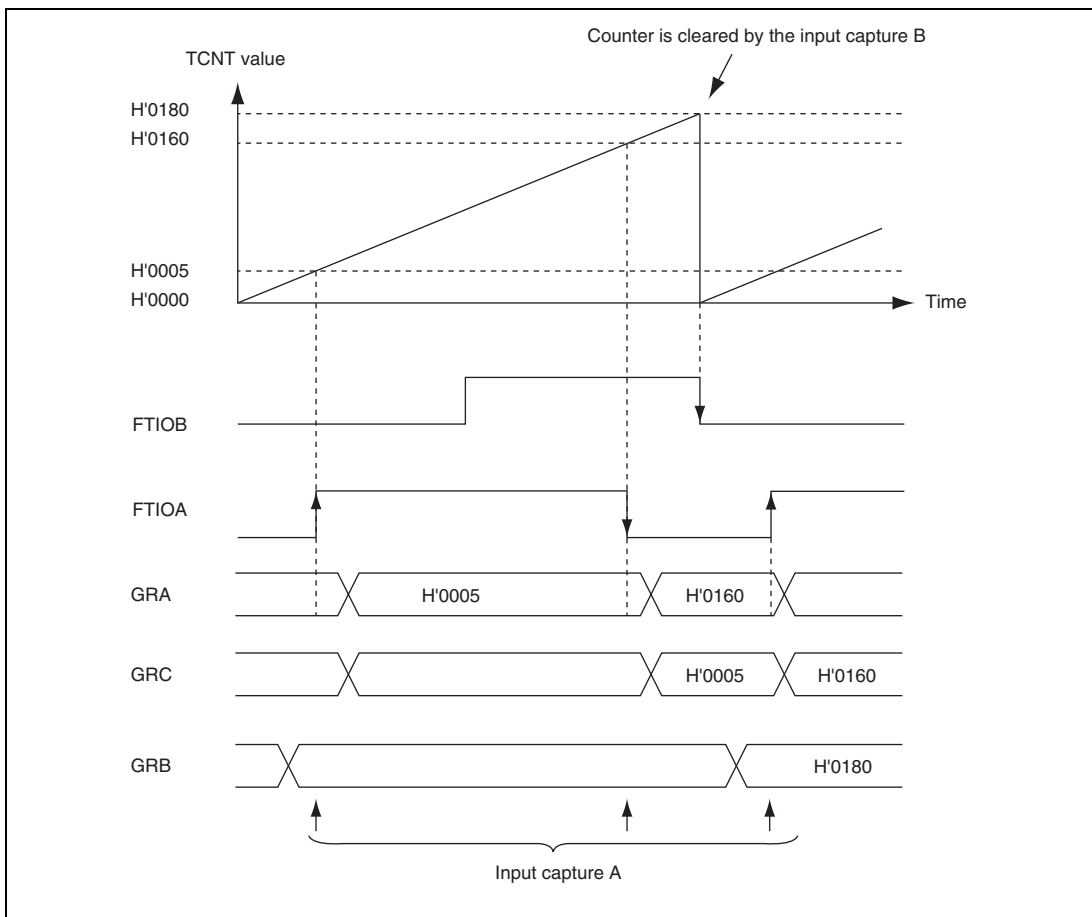 Counter is cleared by the input capture B
TCNT value
H'0180
H'0160
H'0005
H'0000
Time
FTIOB
FTIOA
GRA
H'0005
H'0160
GRC
H'0005
H'0160
GRB
H'0180
Input capture A